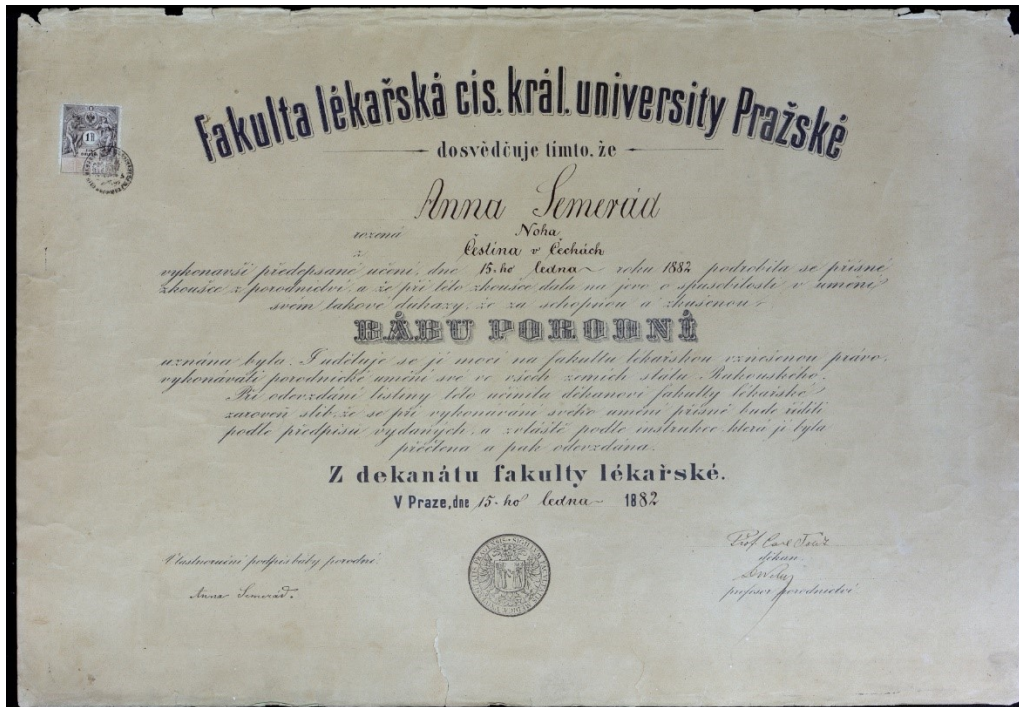 Fakulta lékařská cís. král. university Pražské
dosvědčuje tímto, že
Anna Semerád
rozená Noha
z Čestina v Čechách
vykonavši předepsané učení, dne 15-ho ledna roku 1882 podrobila se přísné
zkoušce z porodnictví a že při této zkoušce dala na jevo o spůsobilosti v umění
svém takové důkazy, že za schopnou a zkušenou
BÁBU PORODNÍ
uznána byla. I uděluje se jí mocí na fakultu lékařskou vznešenou právo,
vykonávati porodnické umění své ve všech zemích státu Rakouského.
Při odevzdání listiny této učinila děkanovi fakulty lékařské
zároveň slib, že se při vykonávání svého umění přísně bude říditi
podle předpisů vydaných, a zvláště podle instrukce, která jí byla
přečtena a pak odevzdána.
Z dekanátu fakulty lékařské.
V Praze, dne 15-ho ledna 1882
Vlastnoruční podpis báby porodní.
Anna Semerád.
Prof Carl
děkan.
profesor porodnictví
1